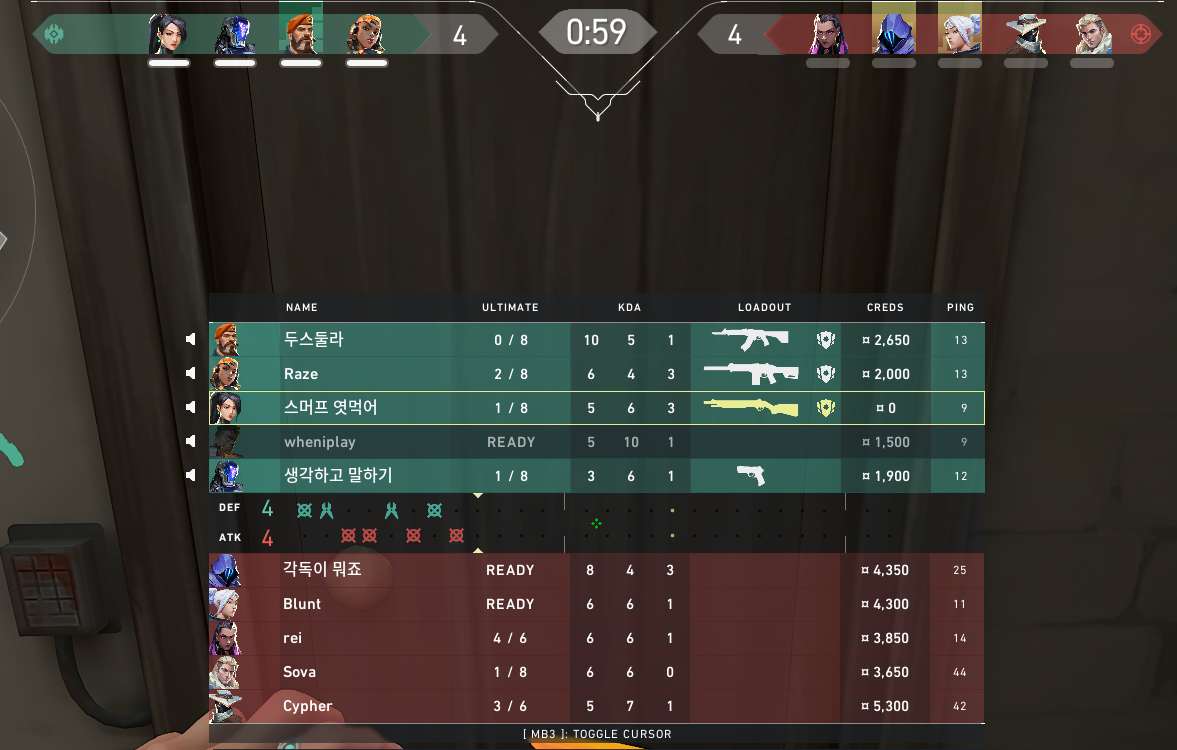 4 0:59 4
NAME ULTIMATE KDA LOADOUT CREDS PING
두스둘라 0 / 8 10 5 1 ¤ 2,650 13
Raze 2 / 8 6 4 3 ¤ 2,000 13
스머프 엿먹어 1 / 8 5 6 3 ¤ 0 9
wheniplay READY 5 10 1 ¤ 1,500 9
생각하고 말하기 1 / 8 3 6 1 ¤ 1,900 12
DEF 4
ATK 4
각독이 뭐죠 READY 8 4 3 ¤ 4,350 25
Blunt READY 6 6 1 ¤ 4,300 11
rei 4 / 6 6 6 1 ¤ 3,850 14
Sova 1 / 8 6 6 0 ¤ 3,650 44
Cypher 3 / 6 5 7 1 ¤ 5,300 42
[ MB3 ]: TOGGLE CURSOR